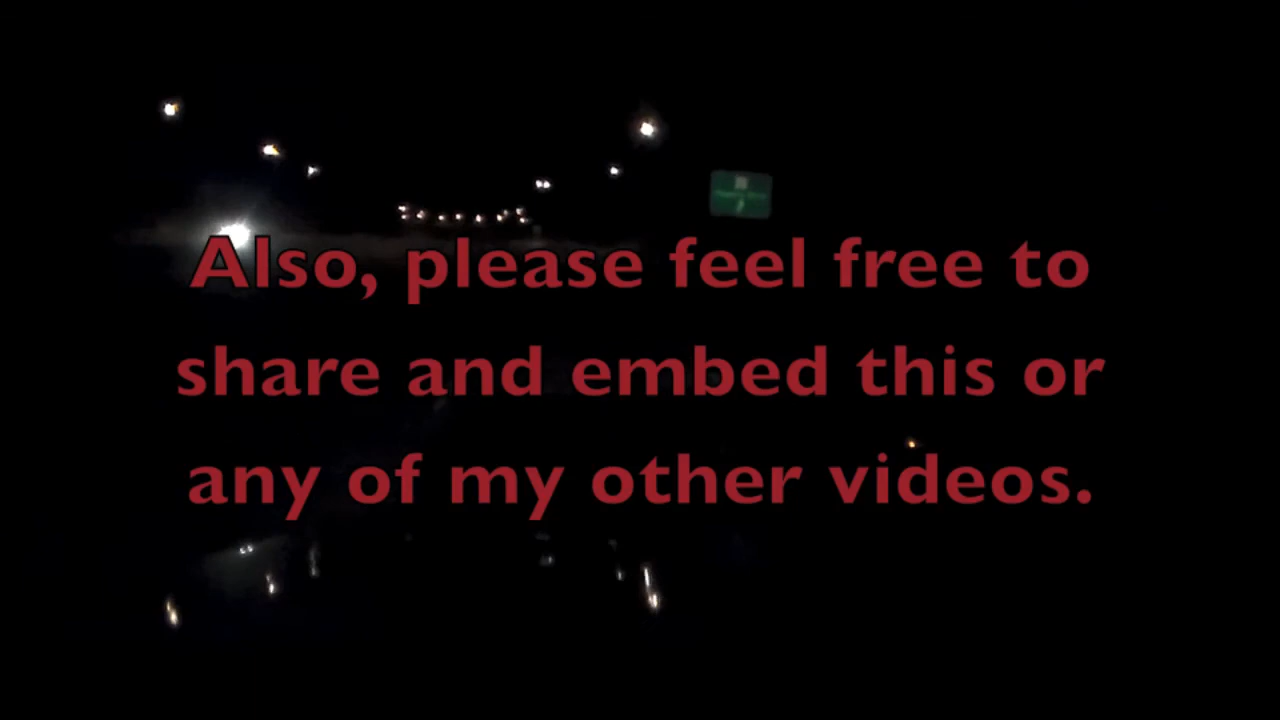 Also, please feel free to
share and embed this or
any of my other videos.